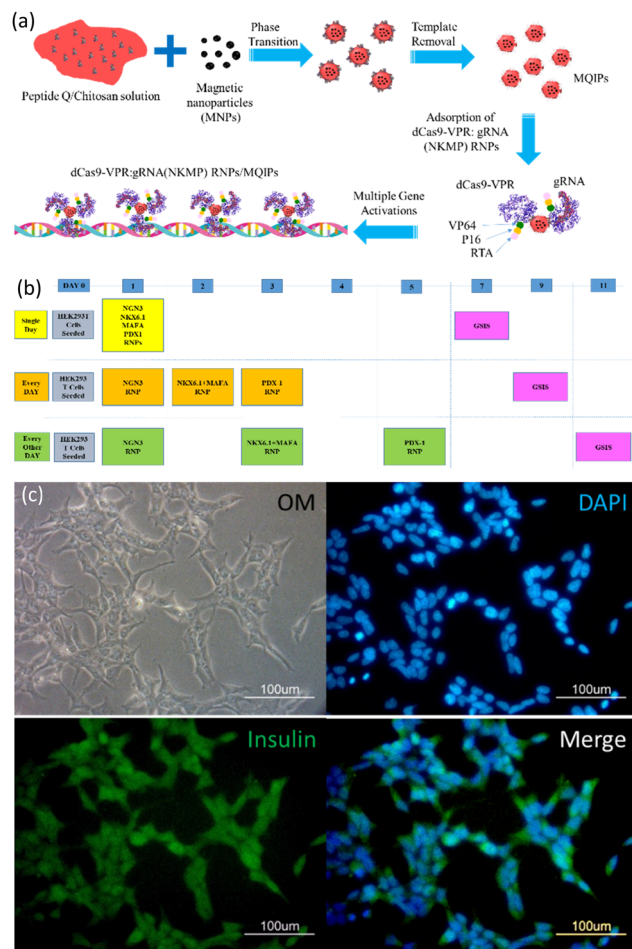 (a)
Phase
Transition
Template
Removal
Peptide Q/Chitosan solution
Magnetic
nanoparticles
(MNPs)
MQIPs
Adsorption of
dCas9-VPR: gRNA
(NKMP) RNPs
dCas9-VPR:gRNA(NKMP) RNPs/MQIPs
dCas9-VPR
gRNA
Multiple Gene
Activations
VP64
P16
RTA
(b)
DAY 0
1
2
3
4
5
7
9
11
Single
Day
HEK293T
Cells
Seeded
NGN3
NKX6.1
MAFA
PDX1
RNPs
GSIS
Every
DAY
HEK293
T Cells
Seeded
NGN3
RNP
NKX6.1+MAFA
RNP
PDX-1
RNP
GSIS
Every
Other
DAY
HEK293
T Cells
Seeded
NGN3
RNP
NKX6.1+MAFA
RNP
PDX-1
RNP
GSIS
(c)
OM
100um
DAPI
100um
Insulin
100um
Merge
100um